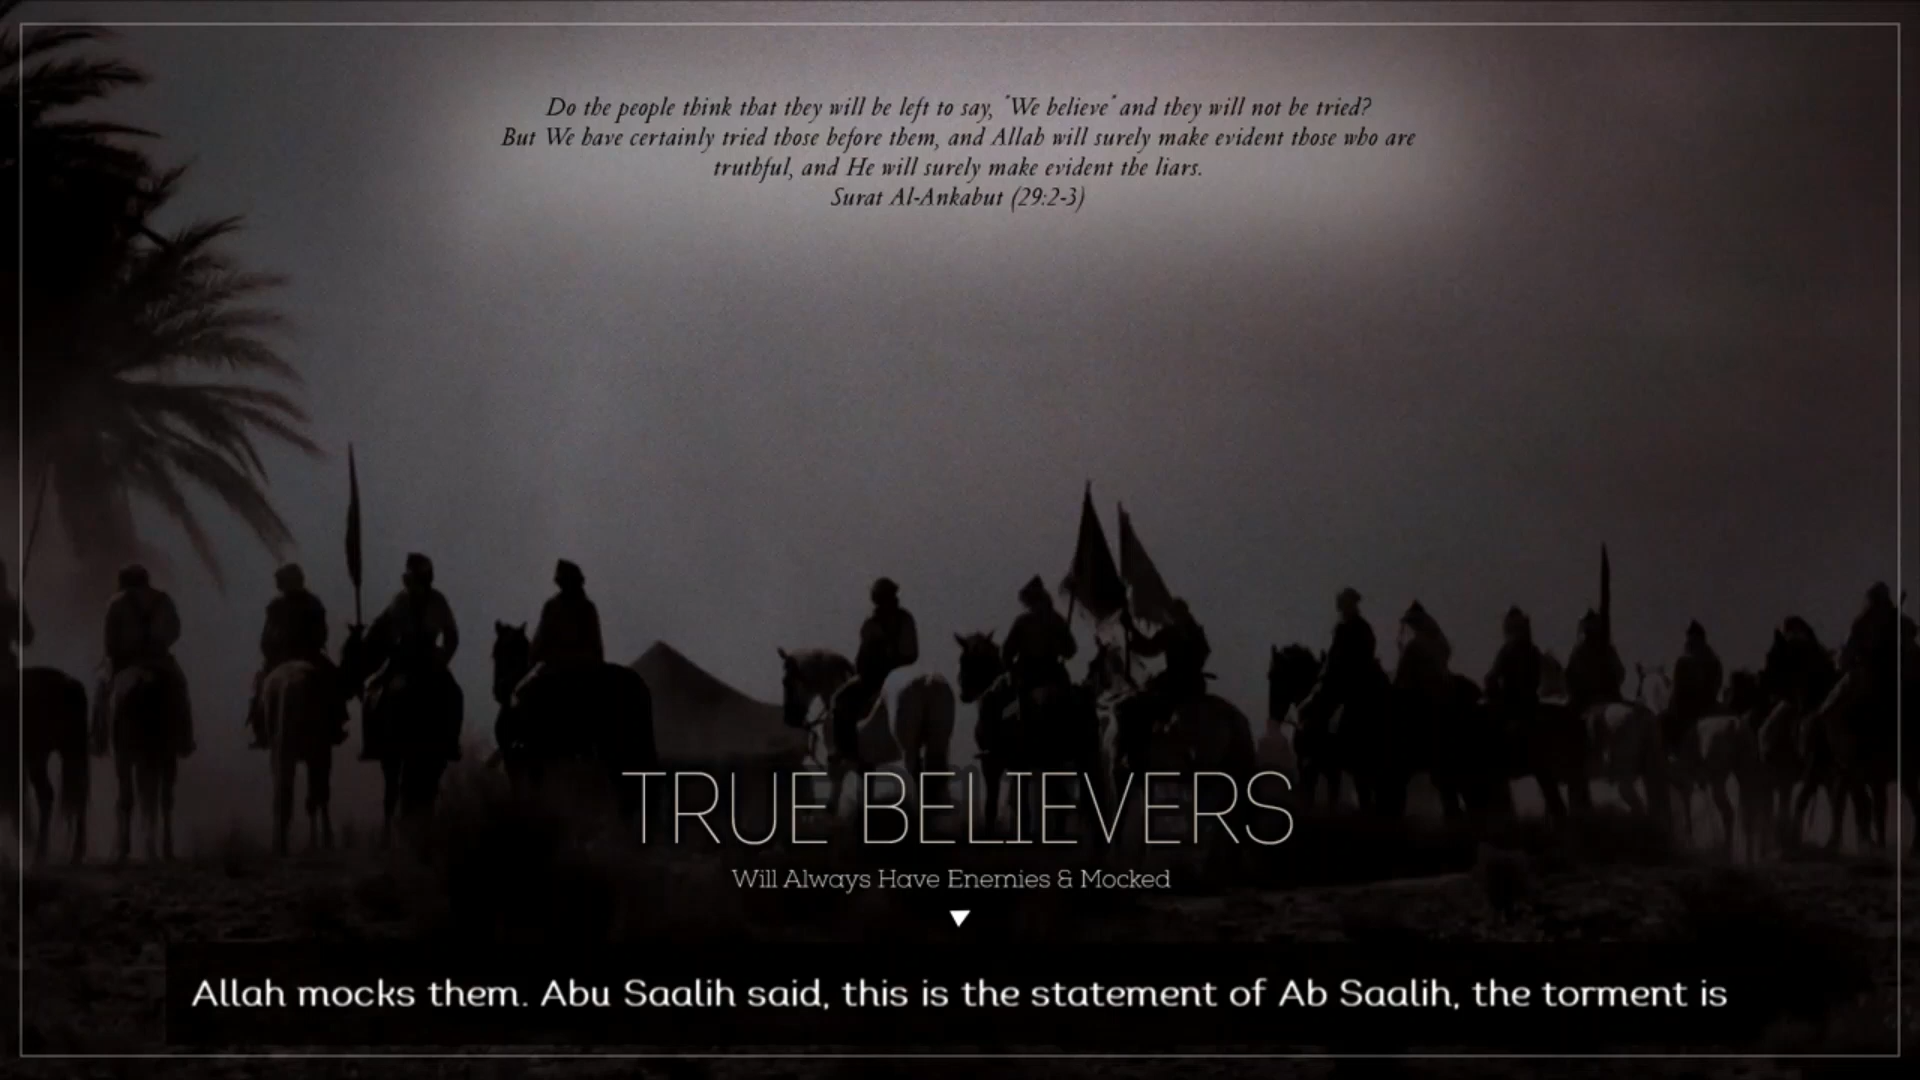 Do the people think that they will be left to say, "We believe" and they will not be tried?
But We have certainly tried those before them, and Allah will surely make evident those who are
truthful, and He will surely make evident the liars.
Surat Al-Ankabut (29:2-3)
TRUE BELIEVERS
Will Always Have Enemies & Mocked
Allah mocks them. Abu Saalih said, this is the statement of Ab Saalih, the torment is